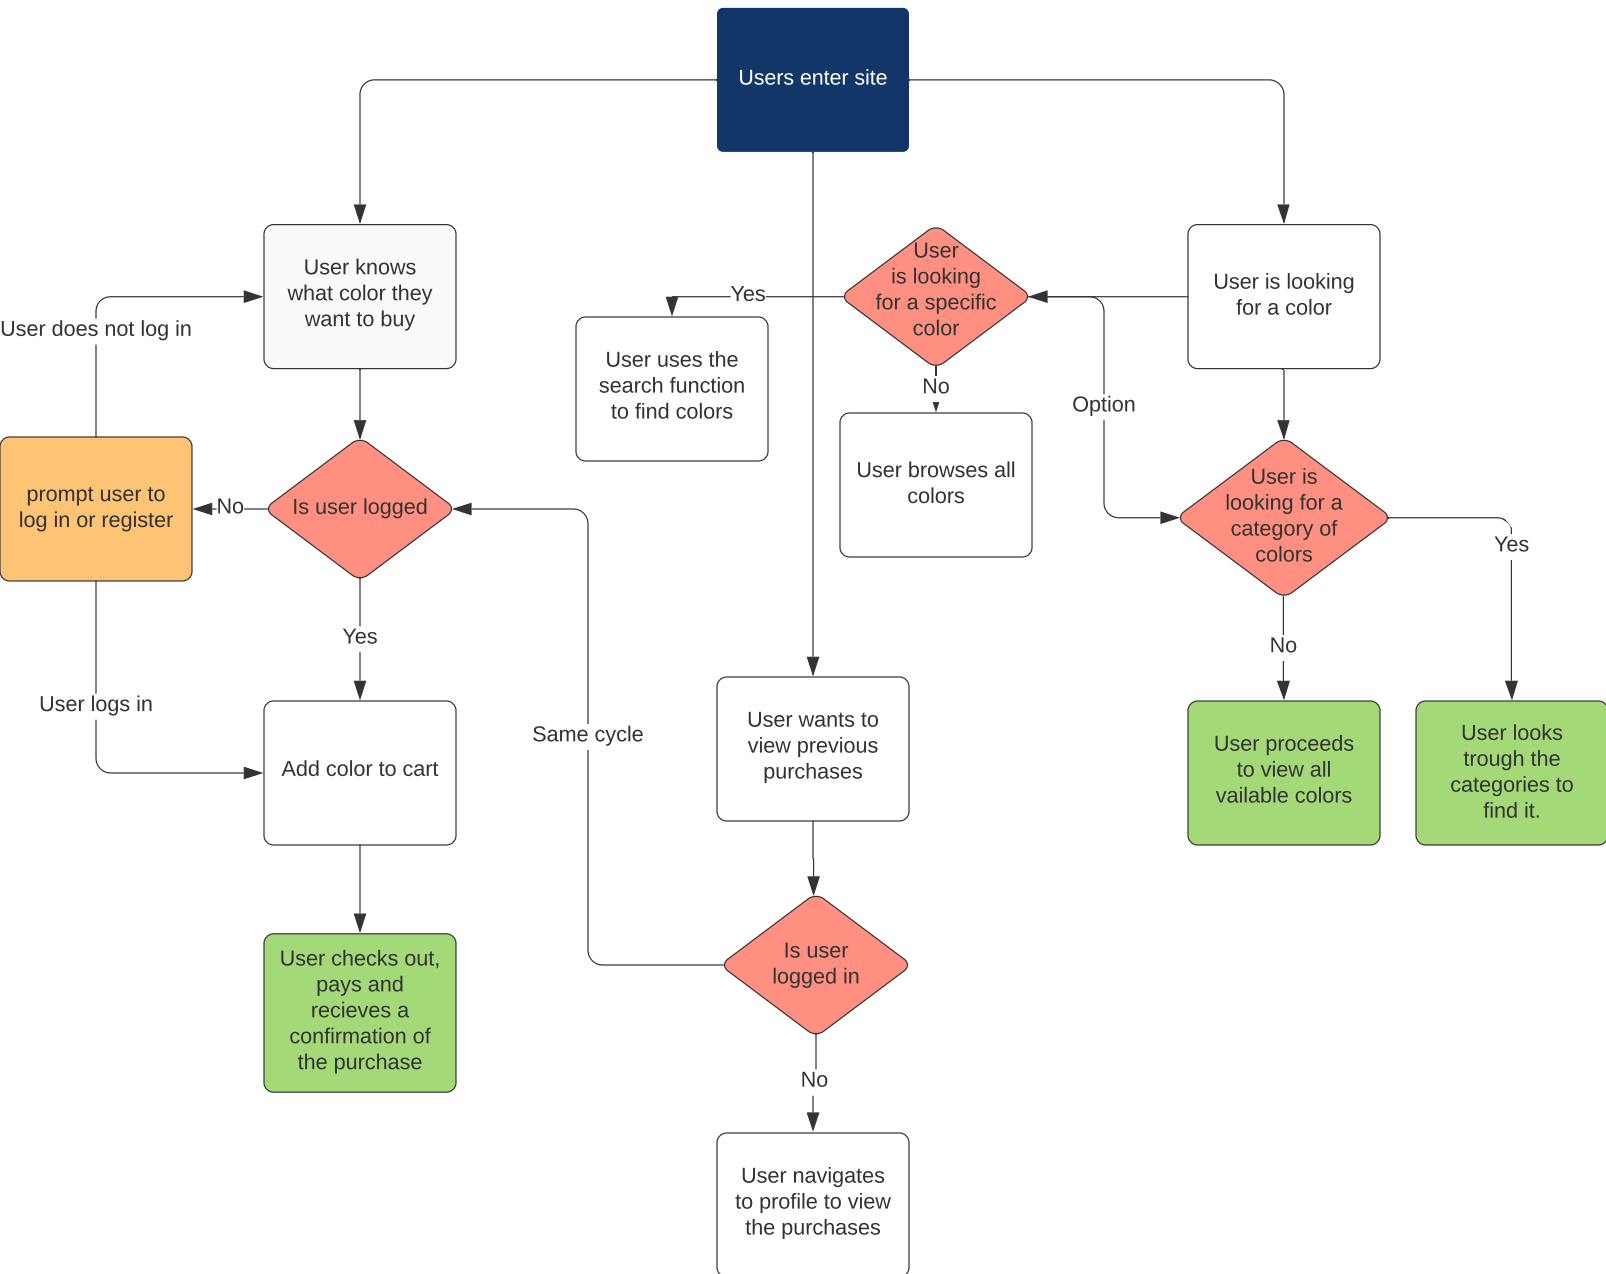 Users enter site
User knows
what color they
want to buy
User
is looking
for a specific
color
User is looking
for a color
Yes
User does not log in
User uses the
search function
to find colors
No
Option
User browses all
colors
User is
looking for a
category of
colors
Yes
prompt user to
log in or register
No
Is user logged
Yes
No
User logs in
Add color to cart
Same cycle
User wants to
view previous
purchases
User proceeds
to view all
vailable colors
User looks
trough the
categories to
find it.
User checks out,
pays and
recieves a
confirmation of
the purchase
Is user
logged in
No
User navigates
to profile to view
the purchases